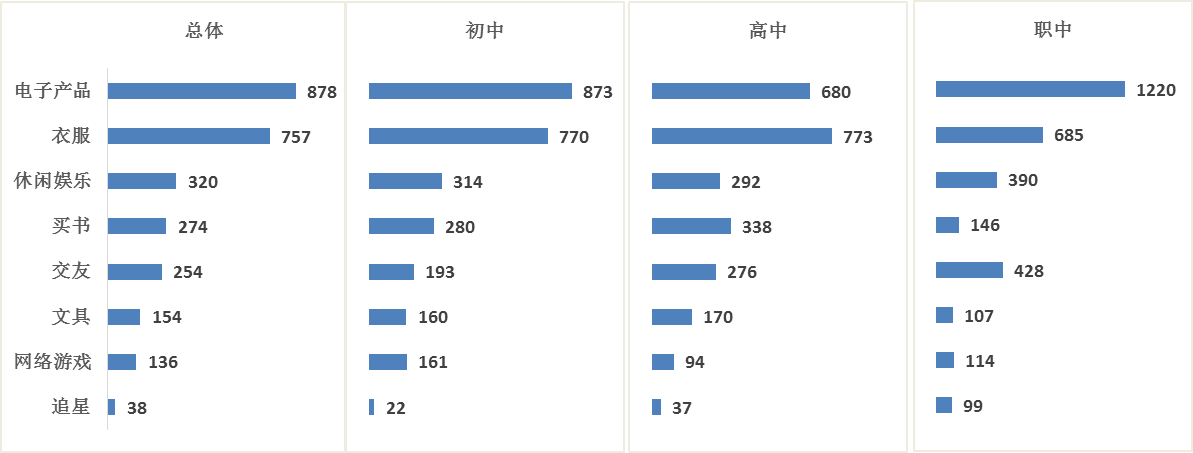 总体 初中 高中 职中
电子产品 878 873 680 1220
衣服 757 770 773 685
休闲娱乐 320 314 292 390
买书 274 280 338 146
交友 254 193 276 428
文具 154 160 170 107
网络游戏 136 161 94 114
追星 38 22 37 99